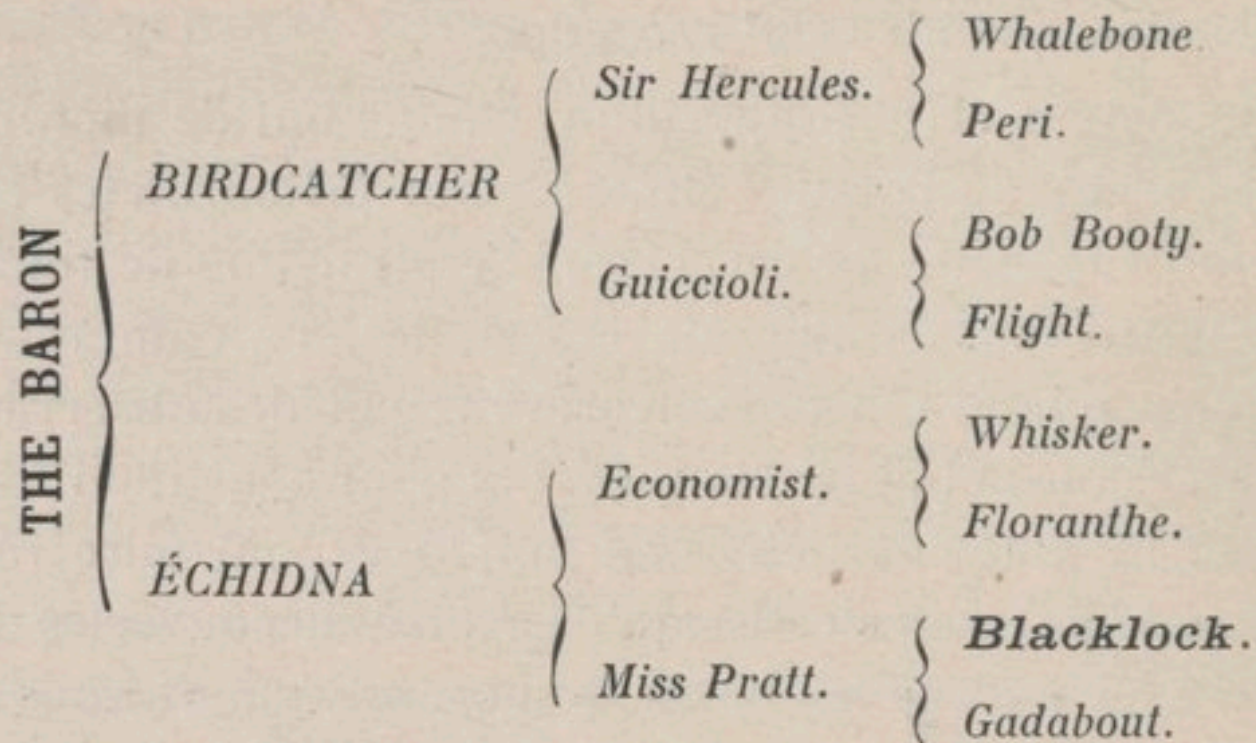 THE BARON
BIRDCATCHER
Sir Hercules.
Whalebone
Peri.
Guiccioli.
Bob Booty.
Flight.
ÉCHIDNA
Economist.
Whisker.
Floranthe.
Miss Pratt.
Blacklock.
Gadabout.